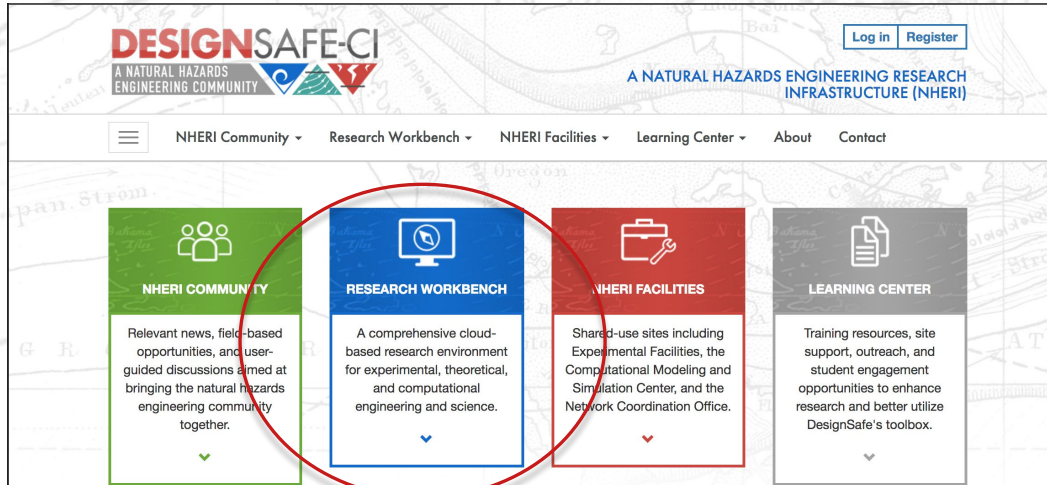 DESIGNSAFE-CI
A NATURAL HAZARDS
ENGINEERING COMMUNITY
Log in Register
A NATURAL HAZARDS ENGINEERING RESEARCH
INFRASTRUCTURE (NHERI)
NHERI Community Research Workbench NHERI Facilities Learning Center About Contact
NHERI COMMUNITY
Relevant news, field-based
opportunities, and user-
guided discussions aimed at
bringing the natural hazards
engineering community
together.
RESEARCH WORKBENCH
A comprehensive cloud-
based research environment
for experimental, theoretical,
and computational
engineering and science.
NHERI FACILITIES
Shared-use sites including
Experimental Facilities, the
Computational Modeling and
Simulation Center, and the
Network Coordination Office.
LEARNING CENTER
Training resources, site
support, outreach, and
student engagement
opportunities to enhance
research and better utilize
DesignSafe's toolbox.